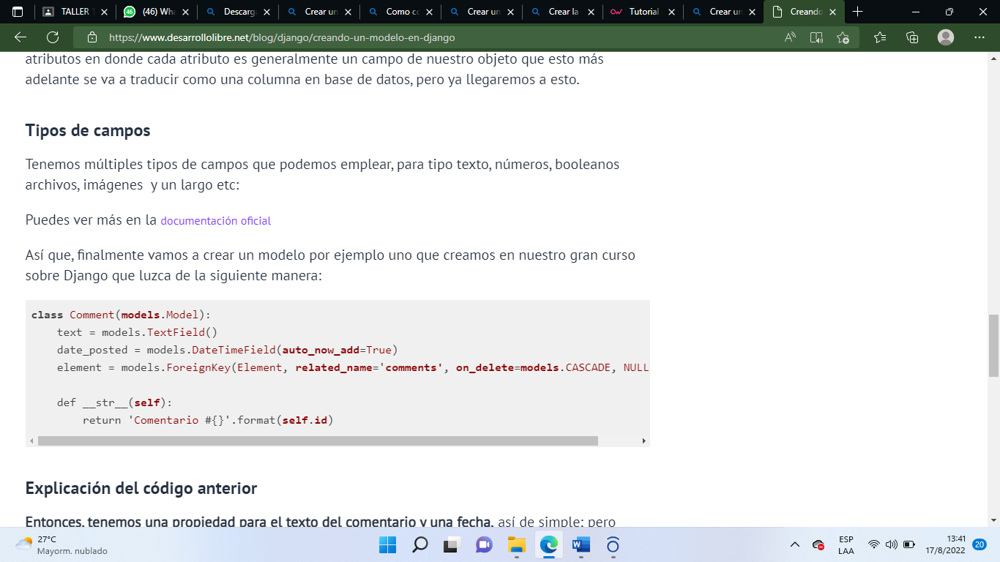 TALLER 1
46 (46) Wha
Descarga
Crear un
Como co
Crear un
Crear la
Tutorial
Crear un
Creando
https://www.desarrollolibre.net/blog/django/creando-un-modelo-en-django
atributos en donde cada atributo es generalmente un campo de nuestro objeto que esto más
adelante se va a traducir como una columna en base de datos, pero ya llegaremos a esto.
Tipos de campos
Tenemos múltiples tipos de campos que podemos emplear, para tipo texto, números, booleanos
archivos, imágenes  y un largo etc:
Puedes ver más en la documentación oficial
Así que, finalmente vamos a crear un modelo por ejemplo uno que creamos en nuestro gran curso
sobre Django que luzca de la siguiente manera:
class Comment(models.Model):
    text = models.TextField()
    date_posted = models.DateTimeField(auto_now_add=True)
    element = models.ForeignKey(Element, related_name='comments', on_delete=models.CASCADE, NULL
    def __str__(self):
        return 'Comentario #{}'.format(self.id)
Explicación del código anterior
Entonces, tenemos una propiedad para el texto del comentario y una fecha, así de simple; pero
27°C
Mayorm. nublado
ESP
LAA
13:41
17/8/2022
20